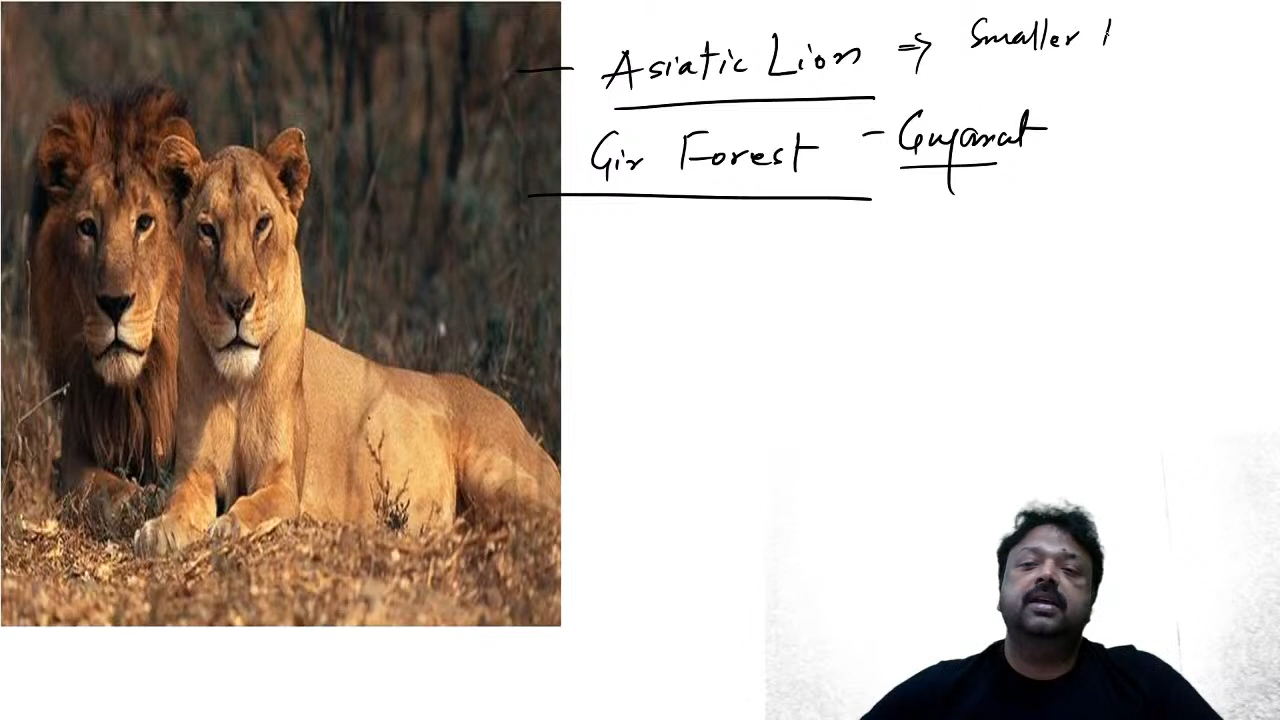 — Asiatic Lion ⇒ Smaller
Gir Forest - Gujarat